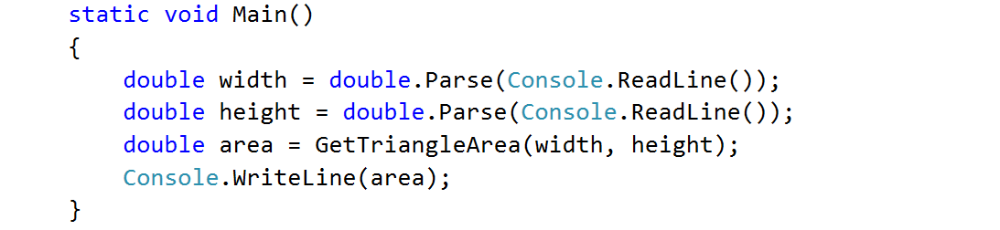 static void Main()
{
    double width = double.Parse(Console.ReadLine());
    double height = double.Parse(Console.ReadLine());
    double area = GetTriangleArea(width, height);
    Console.WriteLine(area);
}